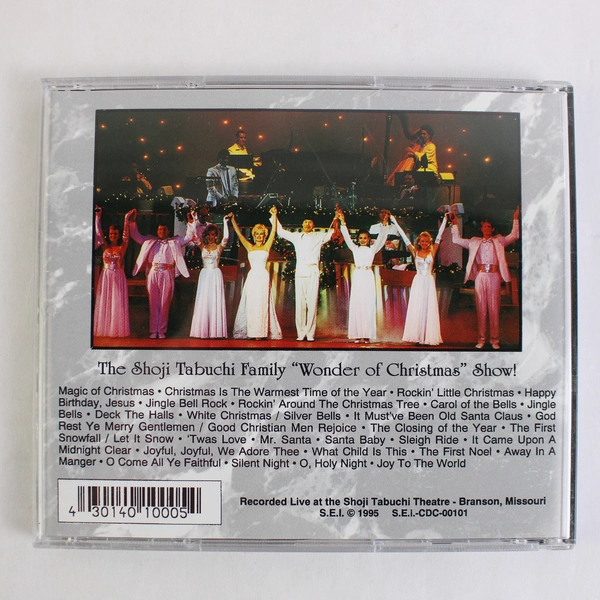 The Shoji Tabuchi Family "Wonder of Christmas" Show!
Magic of Christmas • Christmas Is The Warmest Time of the Year • Rockin' Little Christmas • Happy
Birthday, Jesus • Jingle Bell Rock • Rockin' Around The Christmas Tree • Carol of the Bells • Jingle
Bells • Deck The Halls • White Christmas / Silver Bells • It Must've Been Old Santa Claus • God
Rest Ye Merry Gentlemen / Good Christian Men Rejoice • The Closing of the Year • The First
Snowfall / Let It Snow • 'Twas Love • Mr. Santa • Santa Baby • Sleigh Ride • It Came Upon A
Midnight Clear • Joyful, Joyful, We Adore Thee • What Child Is This • The First Noel • Away In A
Manger • O Come All Ye Faithful • Silent Night • O, Holy Night • Joy To The World
4 30140 10005 5
Recorded Live at the Shoji Tabuchi Theatre - Branson, Missouri
S.E.I. © 1995 S.E.I.-CDC-00101